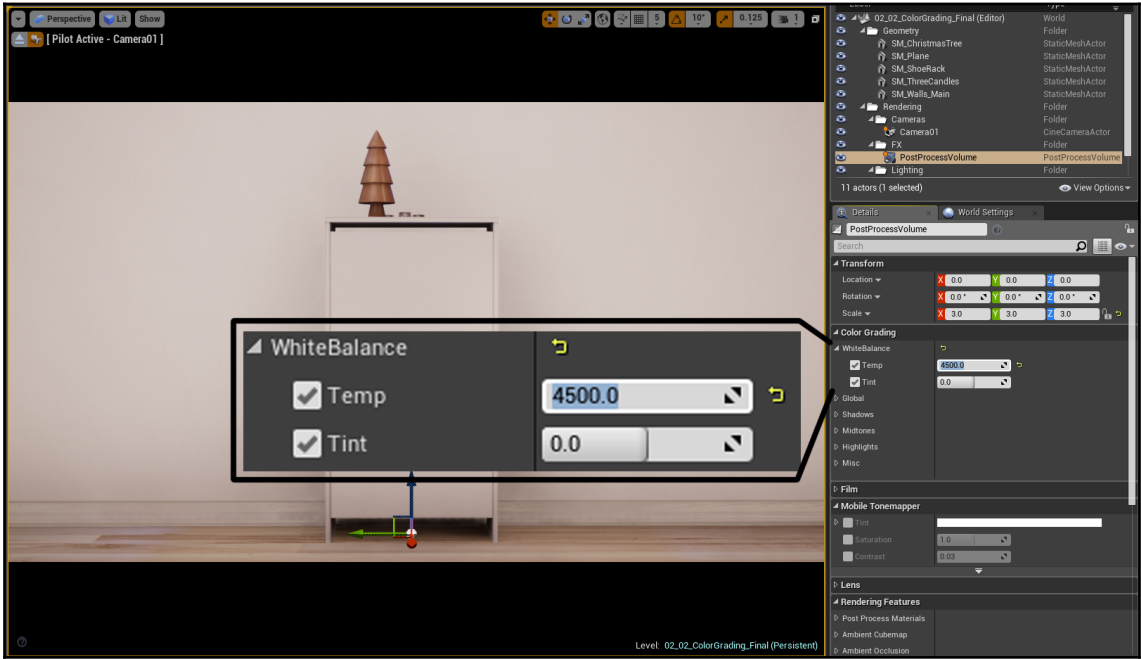 Perspective Lit Show 5 10° 0.125 1
[ Pilot Active - Camera01 ]
WhiteBalance
Temp 4500.0
Tint 0.0
Level: 02_02_ColorGrading_Final (Persistent)
02_02_ColorGrading_Final (Editor) World
Geometry Folder
SM_ChristmasTree StaticMeshActor
SM_Plane StaticMeshActor
SM_ShoeRack StaticMeshActor
SM_ThreeCandles StaticMeshActor
SM_Walls_Main StaticMeshActor
Rendering Folder
Cameras Folder
Camera01 CineCameraActor
FX Folder
PostProcessVolume PostProcessVolume
Lighting Folder
11 actors (1 selected) View Options
Details World Settings
PostProcessVolume
Search
Transform
Location X 0.0 Y 0.0 Z 0.0
Rotation X 0.0° Y 0.0° Z 0.0°
Scale X 3.0 Y 3.0 Z 3.0
Color Grading
WhiteBalance
Temp 4500.0
Tint 0.0
Global
Shadows
Midtones
Highlights
Misc
Film
Mobile Tonemapper
Tint
Saturation 1.0
Contrast 0.03
Lens
Rendering Features
Post Process Materials
Ambient Cubemap
Ambient Occlusion